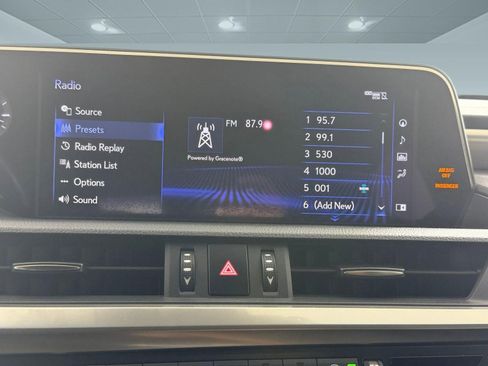 Radio
Source
Presets
Radio Replay
Station List
Options
Sound
FM 87.9
Powered by Gracenote®
1 95.7
2 99.1
3 530
4 1000
5 001
6 (Add New)
AIRBAG
OFF
PASSENGER